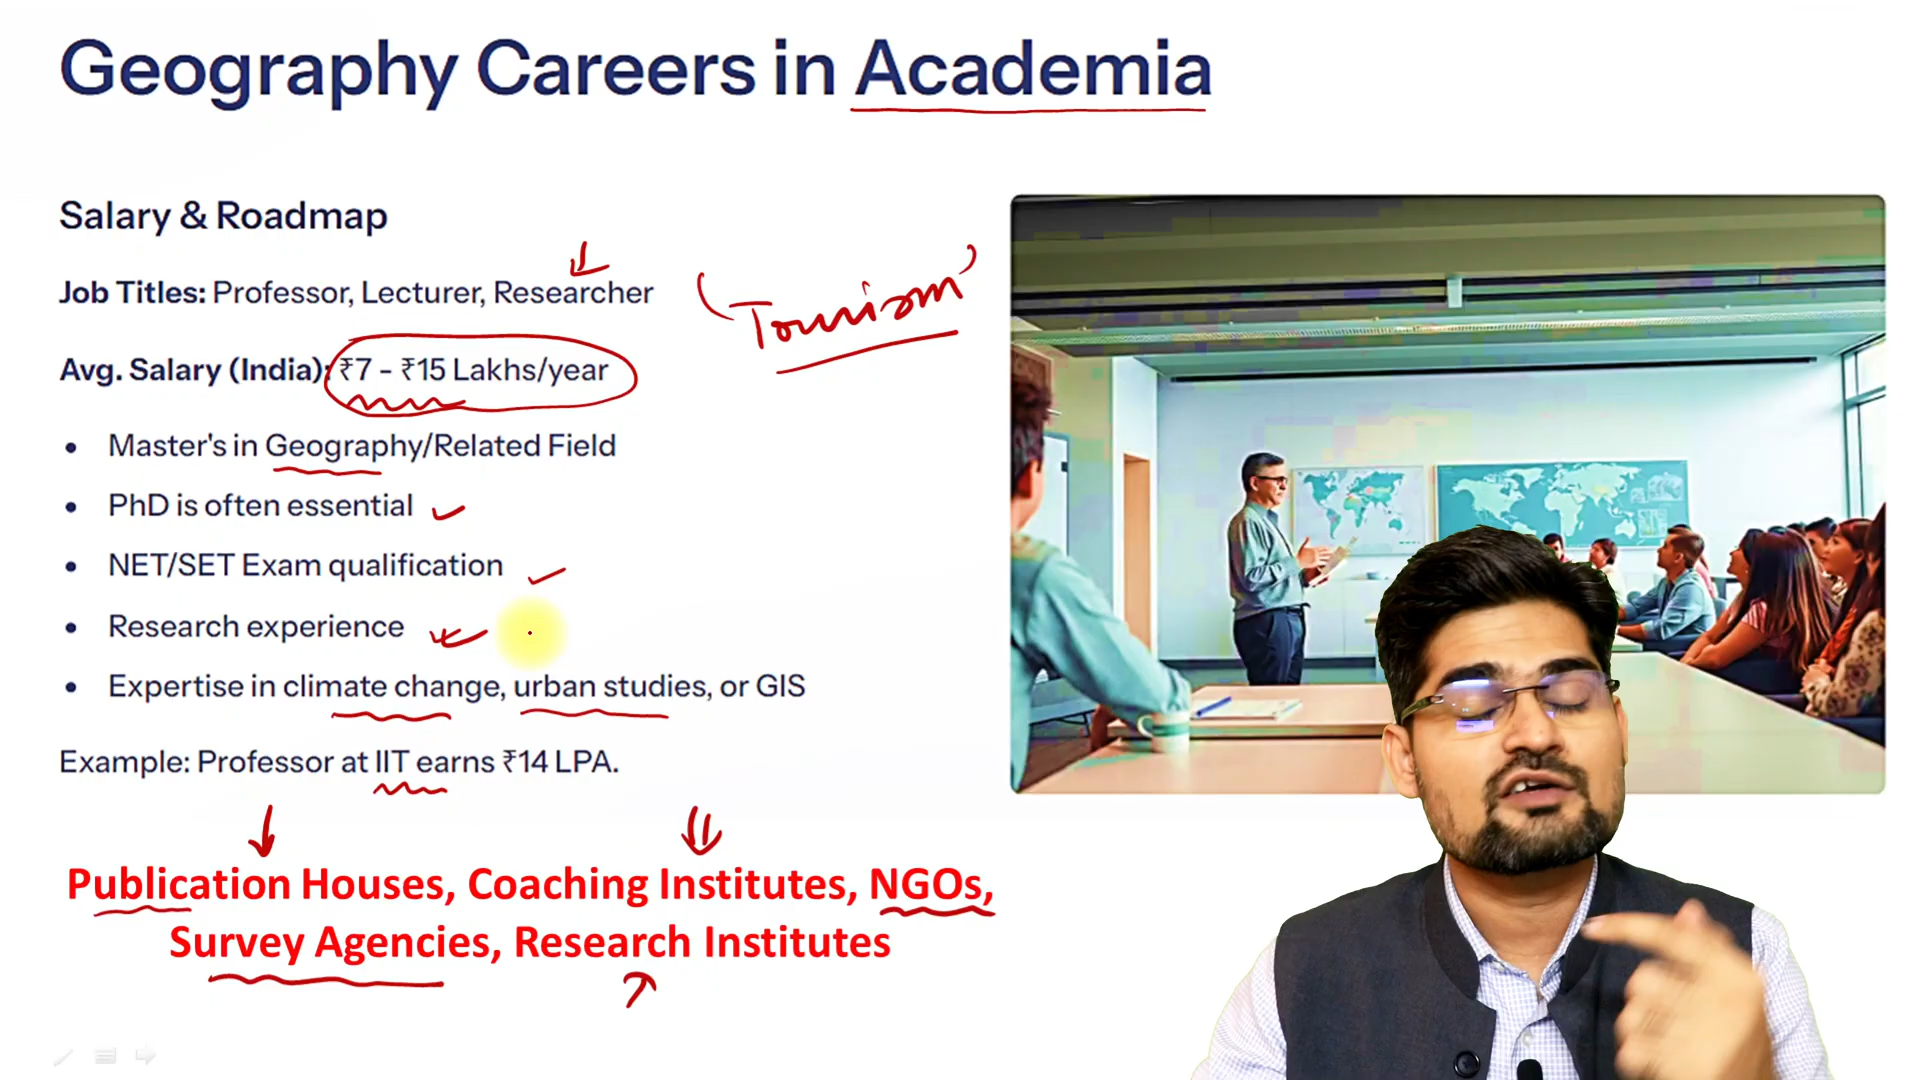 Geography Careers in Academia
Salary & Roadmap
Job Titles: Professor, Lecturer, Researcher
Tourism
Avg. Salary (India): ₹7 - ₹15 Lakhs/year
• Master's in Geography/Related Field
• PhD is often essential
• NET/SET Exam qualification
• Research experience
• Expertise in climate change, urban studies, or GIS
Example: Professor at IIT earns ₹14 LPA.
Publication Houses, Coaching Institutes, NGOs,
Survey Agencies, Research Institutes